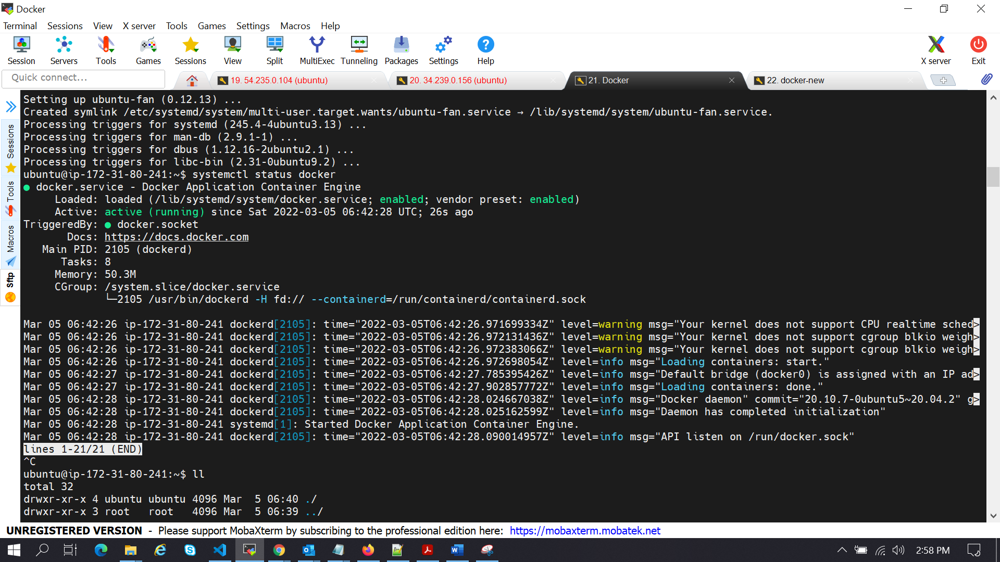 Docker
Terminal Sessions View X server Tools Games Settings Macros Help
Session Servers Tools Games Sessions View Split MultiExec Tunneling Packages Settings Help X server Exit
Quick connect...
19. 54.235.0.104 (ubuntu)
20. 34.239.0.156 (ubuntu)
21. Docker
22. docker-new
Sessions
Tools
Macros
Sftp
Setting up ubuntu-fan (0.12.13) ...
Created symlink /etc/systemd/system/multi-user.target.wants/ubuntu-fan.service → /lib/systemd/system/ubuntu-fan.service.
Processing triggers for systemd (245.4-4ubuntu3.13) ...
Processing triggers for man-db (2.9.1-1) ...
Processing triggers for dbus (1.12.16-2ubuntu2.1) ...
Processing triggers for libc-bin (2.31-0ubuntu9.2) ...
ubuntu@ip-172-31-80-241:~$ systemctl status docker
● docker.service - Docker Application Container Engine
Loaded: loaded (/lib/systemd/system/docker.service; enabled; vendor preset: enabled)
Active: active (running) since Sat 2022-03-05 06:42:28 UTC; 26s ago
TriggeredBy: ● docker.socket
Docs: https://docs.docker.com
Main PID: 2105 (dockerd)
Tasks: 8
Memory: 50.3M
CGroup: /system.slice/docker.service
└─2105 /usr/bin/dockerd -H fd:// --containerd=/run/containerd/containerd.sock
Mar 05 06:42:26 ip-172-31-80-241 dockerd[2105]: time="2022-03-05T06:42:26.971699334Z" level=warning msg="Your kernel does not support CPU realtime sched>
Mar 05 06:42:26 ip-172-31-80-241 dockerd[2105]: time="2022-03-05T06:42:26.972131436Z" level=warning msg="Your kernel does not support cgroup blkio weigh>
Mar 05 06:42:26 ip-172-31-80-241 dockerd[2105]: time="2022-03-05T06:42:26.972383066Z" level=warning msg="Your kernel does not support cgroup blkio weigh>
Mar 05 06:42:26 ip-172-31-80-241 dockerd[2105]: time="2022-03-05T06:42:26.972698054Z" level=info msg="Loading containers: start."
Mar 05 06:42:27 ip-172-31-80-241 dockerd[2105]: time="2022-03-05T06:42:27.785395426Z" level=info msg="Default bridge (docker0) is assigned with an IP ad>
Mar 05 06:42:27 ip-172-31-80-241 dockerd[2105]: time="2022-03-05T06:42:27.902857772Z" level=info msg="Loading containers: done."
Mar 05 06:42:28 ip-172-31-80-241 dockerd[2105]: time="2022-03-05T06:42:28.024667038Z" level=info msg="Docker daemon" commit="20.10.7-0ubuntu5~20.04.2" g>
Mar 05 06:42:28 ip-172-31-80-241 dockerd[2105]: time="2022-03-05T06:42:28.025162599Z" level=info msg="Daemon has completed initialization"
Mar 05 06:42:28 ip-172-31-80-241 systemd[1]: Started Docker Application Container Engine.
Mar 05 06:42:28 ip-172-31-80-241 dockerd[2105]: time="2022-03-05T06:42:28.090014957Z" level=info msg="API listen on /run/docker.sock"
lines 1-21/21 (END)
^C
ubuntu@ip-172-31-80-241:~$ ll
total 32
drwxr-xr-x 4 ubuntu ubuntu 4096 Mar  5 06:40 ./
drwxr-xr-x 3 root   root   4096 Mar  5 06:39 ../
UNREGISTERED VERSION - Please support MobaXterm by subscribing to the professional edition here: https://mobaxterm.mobatek.net
2:58 PM